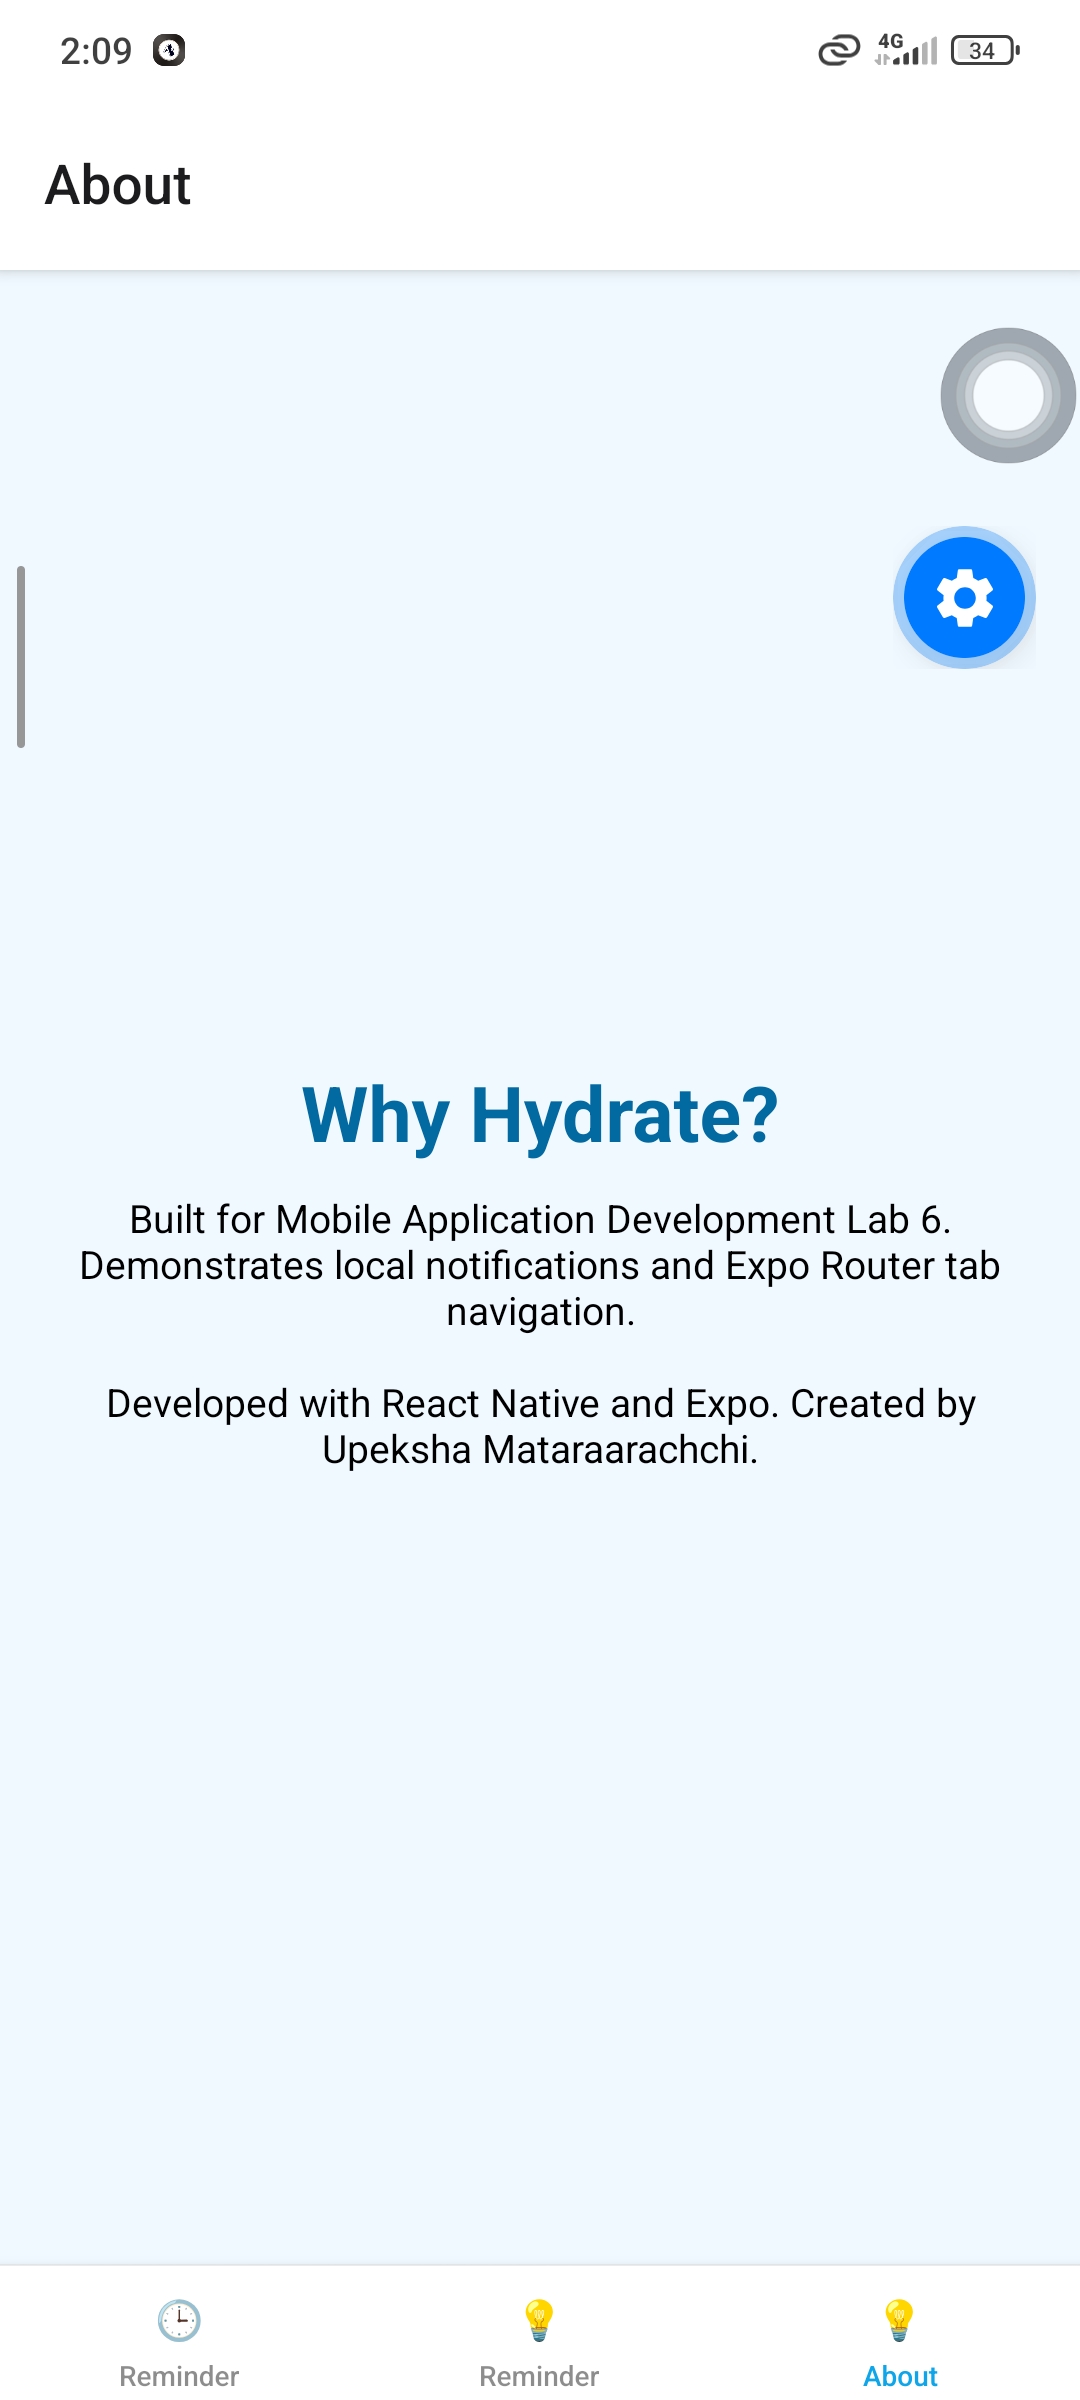 2:09
4G
34
About
Why Hydrate?
Built for Mobile Application Development Lab 6.
Demonstrates local notifications and Expo Router tab
navigation.
Developed with React Native and Expo. Created by
Upeksha Mataraarachchi.
Reminder
Reminder
About